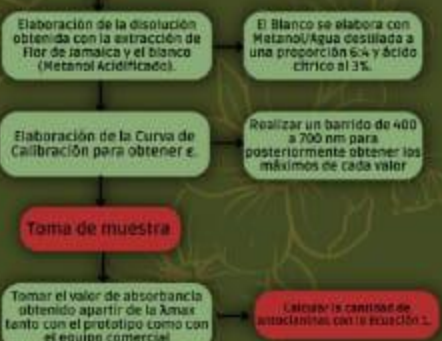 Elaboración de la disolución
obtenida con la extracción de
Flor de Jamaica y el blanco
(Metanol Acidificado).
El Blanco se elabora con
Metanol/Agua destilada a
una proporción 6:4 y ácido
cítrico al 3%.
Elaboración de la Curva de
Calibración para obtener ε.
Realizar un barrido de 400
a 700 nm para
posteriormente obtener los
máximos de cada valor
Toma de muestra
Tomar el valor de absorbancia
obtenido apartir de la λmax
tanto con el prototipo como con
el equipo comercial
Calcular la cantidad de
antocianinas con la Ecuación 1.